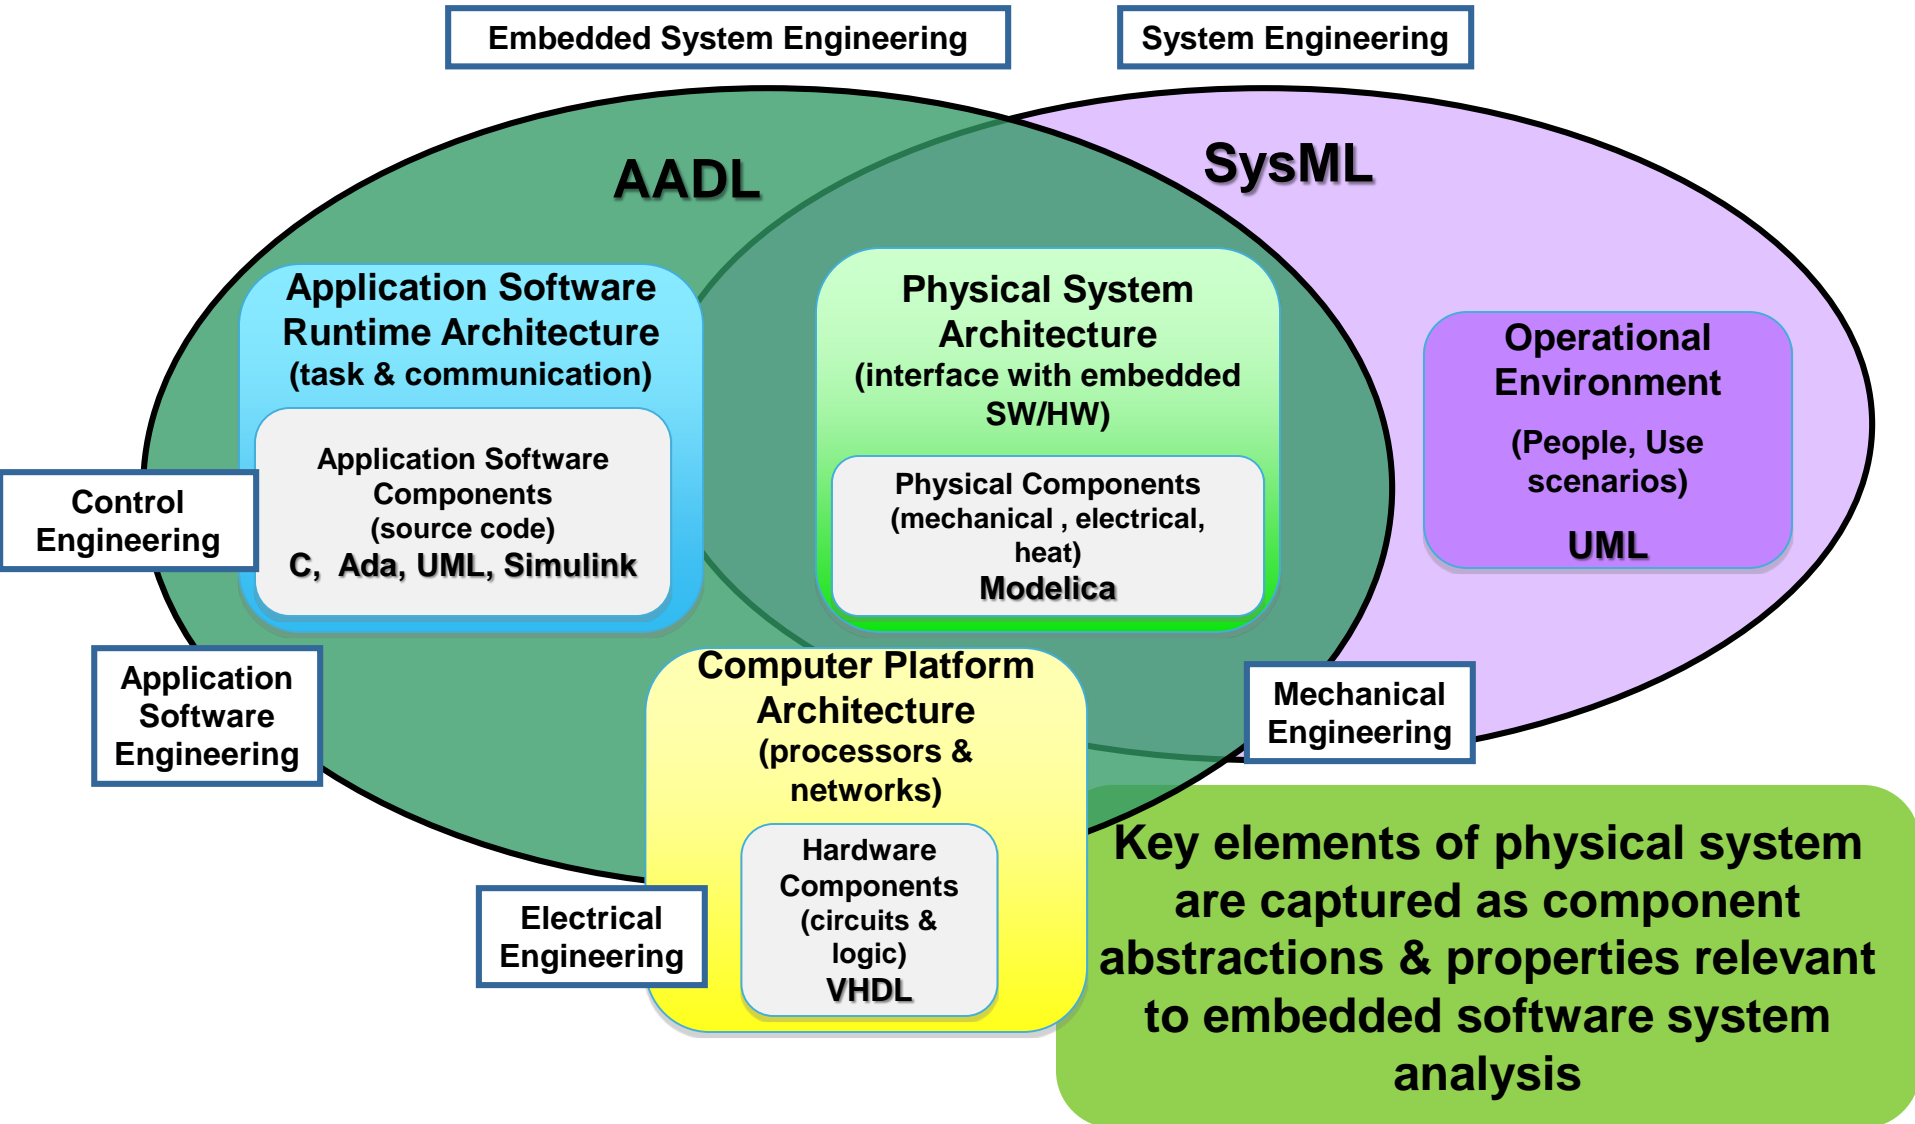 Embedded System Engineering
System Engineering
AADL
SysML
Application Software
Runtime Architecture
(task & communication)
Application Software
Components
(source code)
C,  Ada, UML, Simulink
Physical System
Architecture
(interface with embedded
SW/HW)
Physical Components
(mechanical , electrical,
heat)
Modelica
Operational
Environment
(People, Use
scenarios)
UML
Control
Engineering
Application
Software
Engineering
Computer Platform
Architecture
(processors &
networks)
Hardware
Components
(circuits &
logic)
VHDL
Mechanical
Engineering
Electrical
Engineering
Key elements of physical system
are captured as component
abstractions & properties relevant
to embedded software system
analysis